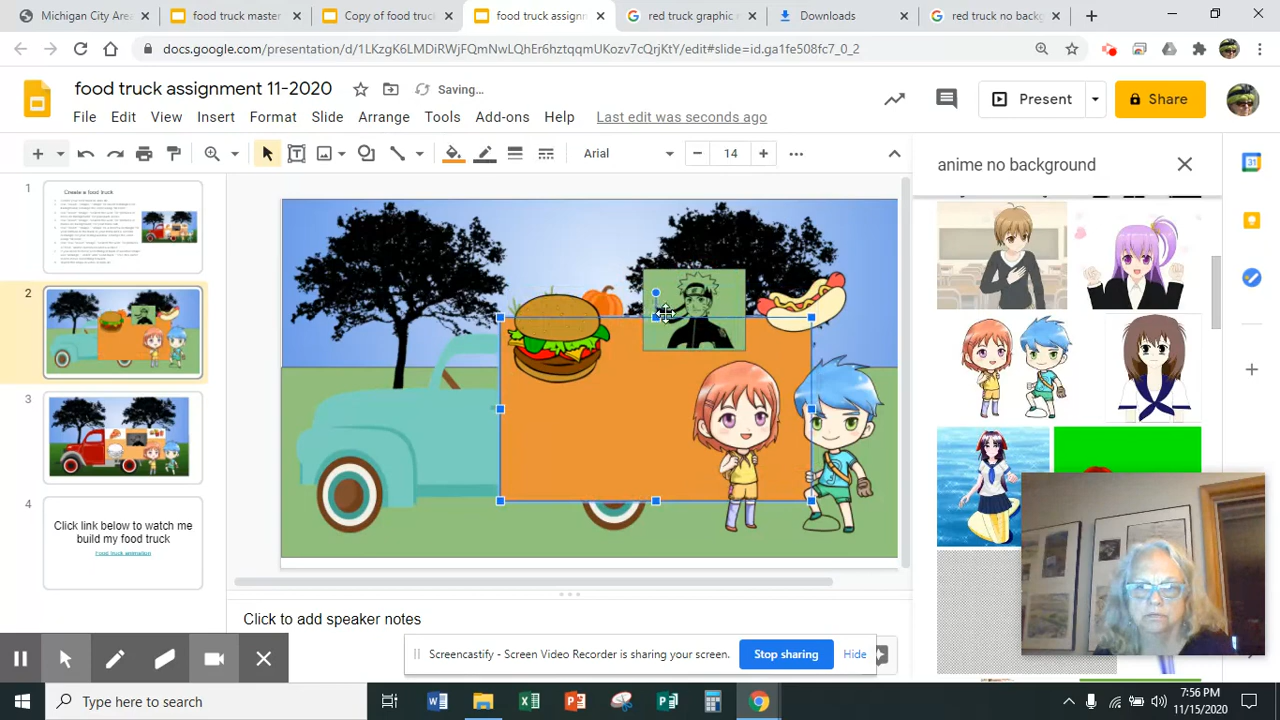 Michigan City Area
food truck master
Copy of food truck
food truck assignm
red truck graphic
Downloads
red truck no back
docs.google.com/presentation/d/1LKzgK6LMDiRWjFQmNwLQhEr6hztqqmUKozv7cQrjKtY/edit#slide=id.ga1fe508fc7_0_2
food truck assignment 11-2020
Saving...
Present
Share
File Edit View Insert Format Slide Arrange Tools Add-ons Help
Last edit was seconds ago
Arial
14
anime no background
31
1
Create a food truck
2
3
4
Click link below to watch me
build my food truck
Food truck animation
Click to add speaker notes
Screencastify - Screen Video Recorder is sharing your screen.
Stop sharing
Hide
Type here to search
7:56 PM
11/15/2020